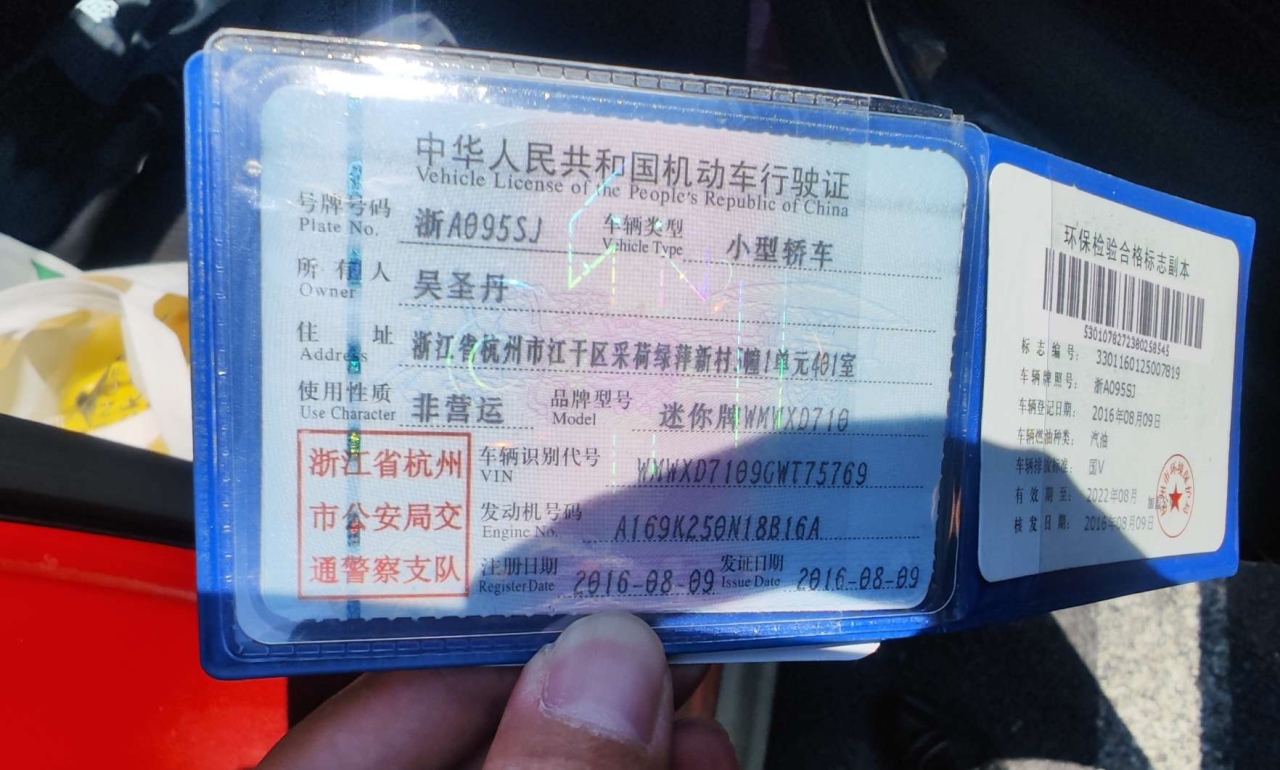 中华人民共和国机动车行驶证
Vehicle License of the People's Republic of China
号牌号码 浙A095SJ 车辆类型 小型轿车
Plate No. Vehicle Type
所有人 吴圣丹
Owner
住址 浙江省杭州市江干区采荷绿萍新村5幢1单元401室
Address
使用性质 非营运 品牌型号 迷你牌WMWXD710
Use Character Model
浙江省杭州
市公安局交
通警察支队
车辆识别代号 WMWXD7109GWT75769
VIN
发动机号码 A169K250N18B16A
Engine No.
注册日期 2016-08-09 发证日期 2016-08-09
Register Date Issue Date
环保检验合格标志副本
标志编号: 3301160125007819
车辆牌照号: 浙A095SJ
车辆登记日期: 2016年08月09日
车辆燃油种类: 汽油
车辆排放标准: 国V
有效期至: 2022年08月
核发日期: 2016年08月09日